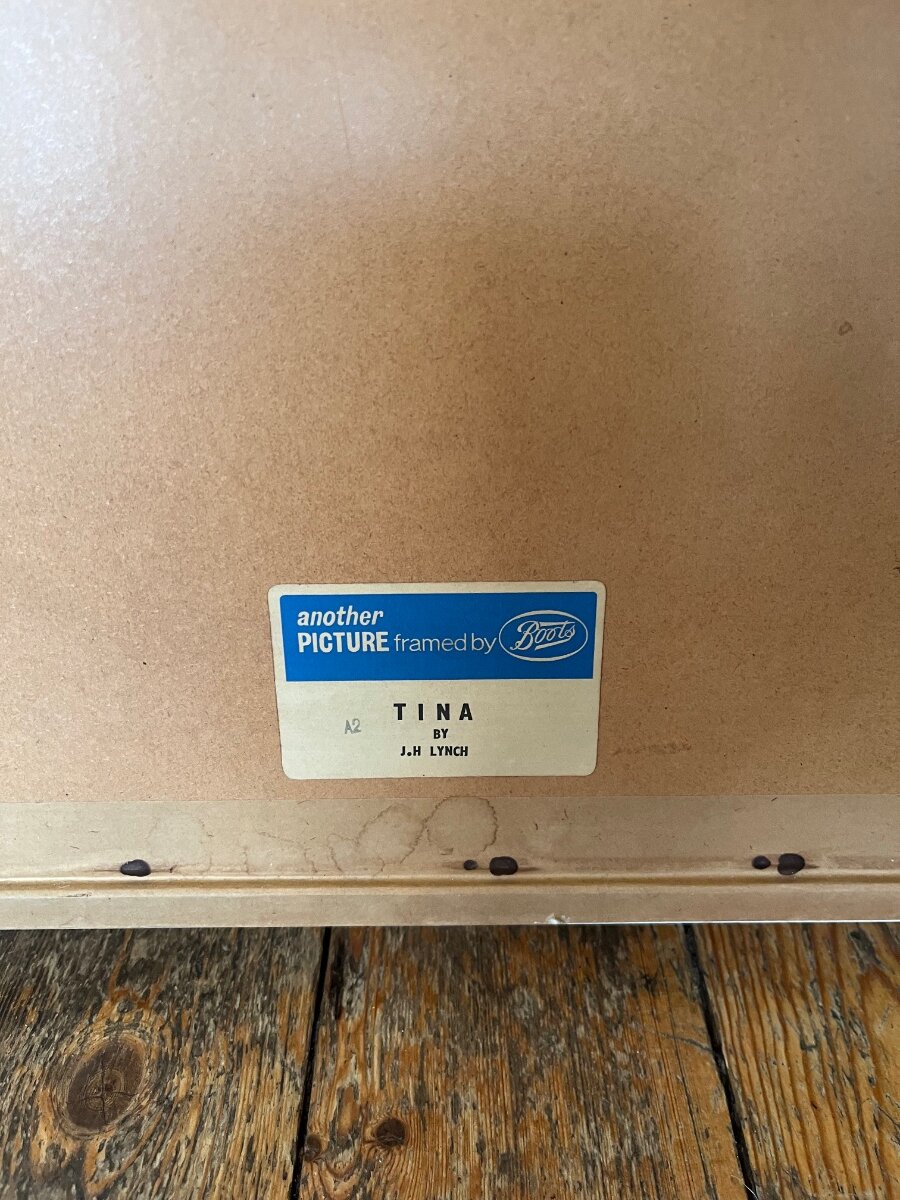 another
PICTURE framed by Boots
TINA
A2
BY
J.H LYNCH